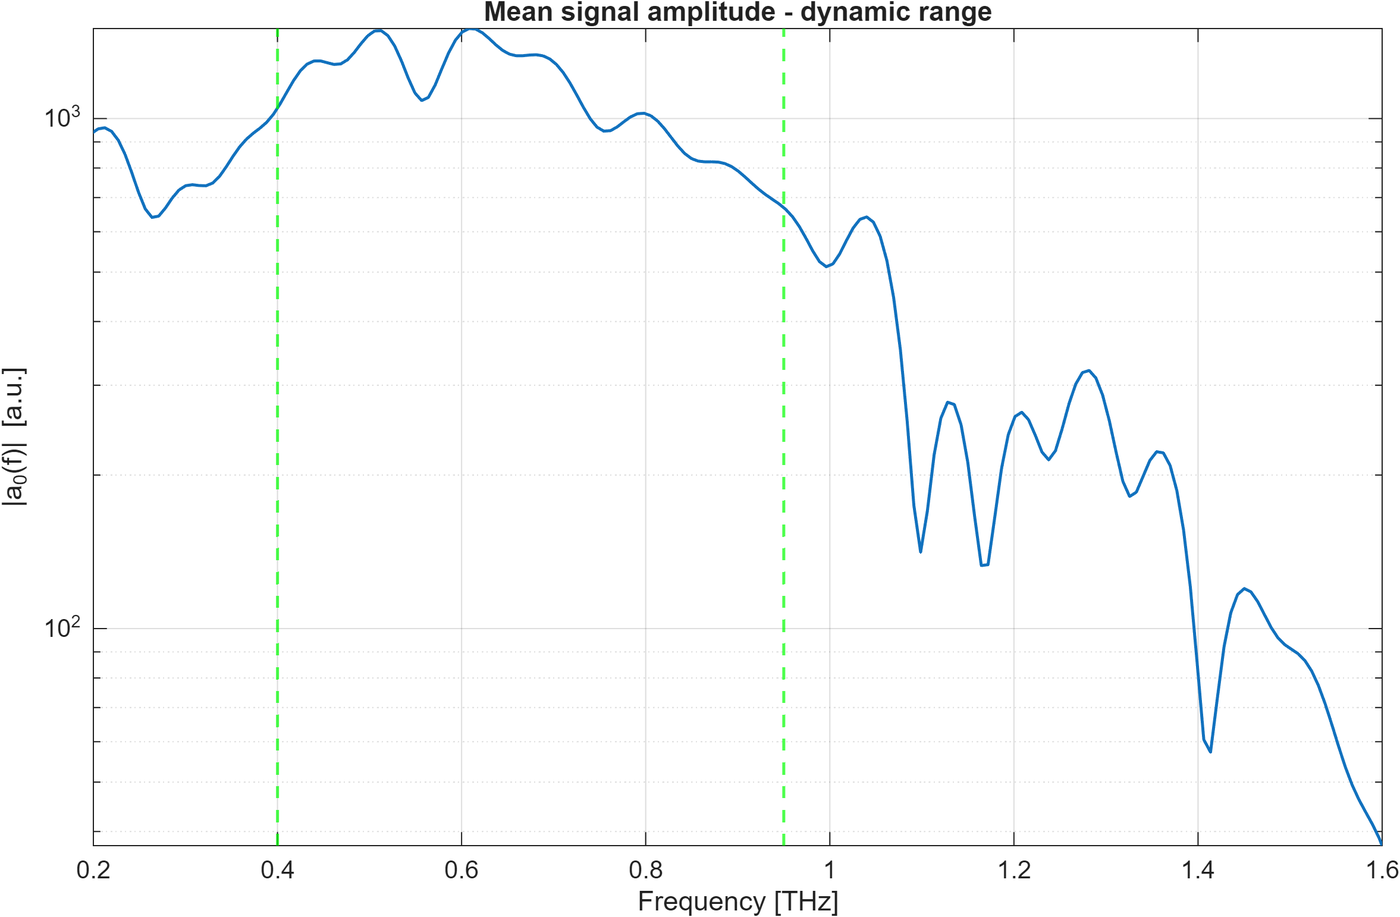 Mean signal amplitude - dynamic range
10³
10²
|a₀(f)| [a.u.]
0.2 0.4 0.6 0.8 1 1.2 1.4 1.6
Frequency [THz]